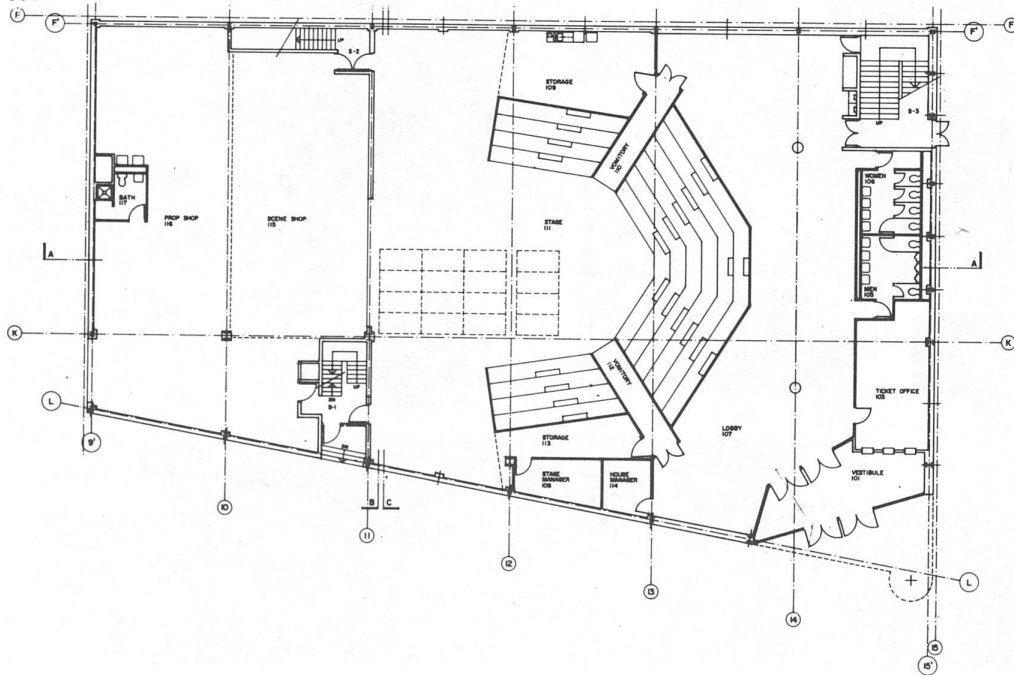 F
F'
F'
F
UP
S-2
STORAGE
109
VOMITORY
110
UP
S-3
WOMEN
106
BATH
117
PROP SHOP
116
SCENE SHOP
115
STAGE
111
A
A
MEN
105
K
K
UP
DN
S-1
VOMITORY
112
TICKET OFFICE
103
L
9'
DN
LOBBY
107
STORAGE
113
STAGE
MANAGER
108
HOUSE
MANAGER
114
VESTIBULE
101
B
C
10
11
12
13
14
L
15
15'